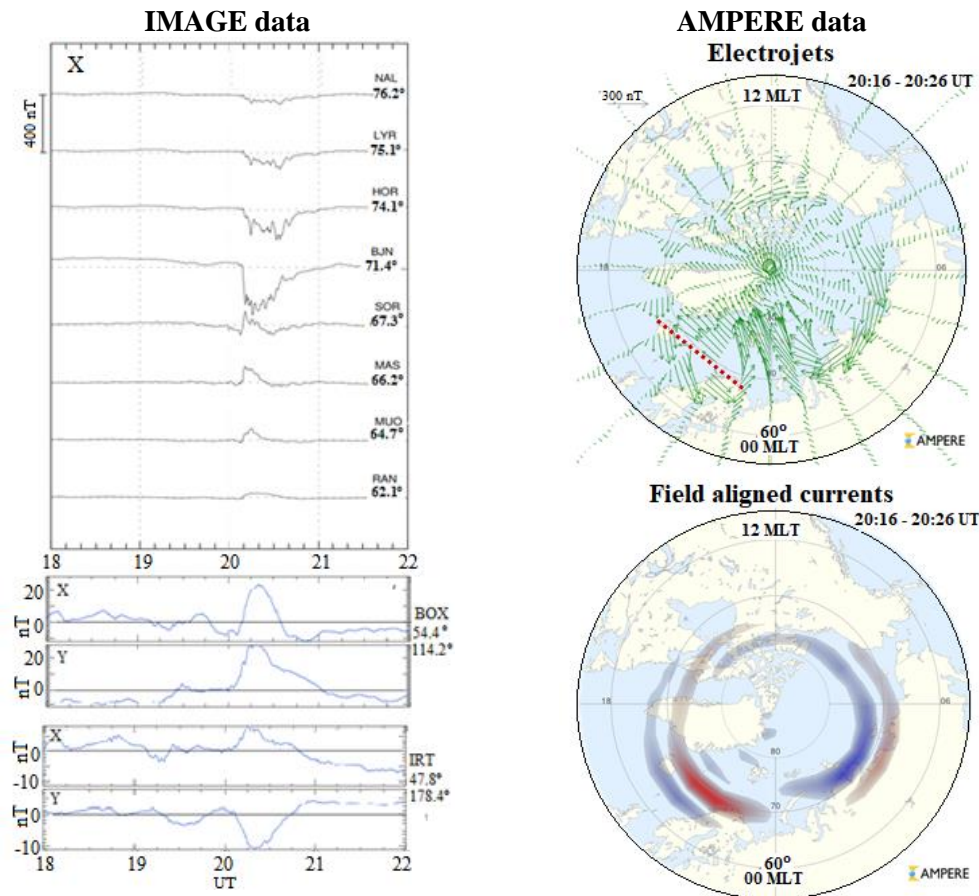 IMAGE data
X
NAL
76.2°
400 nT
LYR
75.1°
HOR
74.1°
BJN
71.4°
SOR
67.3°
MAS
66.2°
MUO
64.7°
RAN
62.1°
18 19 20 21 22
20
X
nT
0
BOX
54.4°
114.2°
20
Y
nT
0
X
nT
0
-10
IRT
47.8°
178.4°
Y
nT
0
-10
18 19 20 21 22
UT
AMPERE data
Electrojets
20:16 - 20:26 UT
300 nT
12 MLT
18
06
60°
00 MLT
AMPERE
Field aligned currents
20:16 - 20:26 UT
12 MLT
18
06
80
70
60°
00 MLT
AMPERE